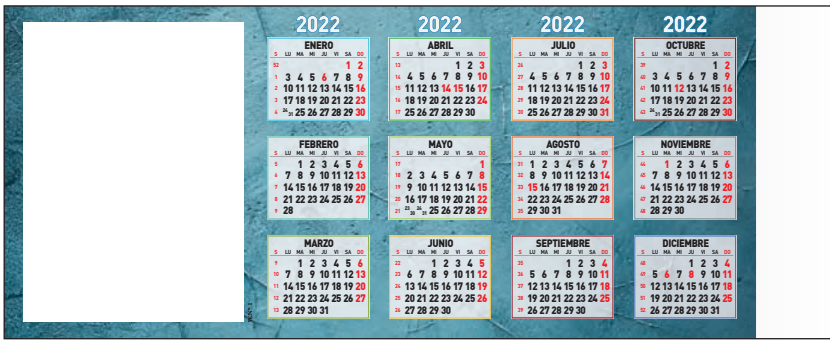 2022
ENERO
S LU MA MI JU VI SA DO
52 1 2
1 3 4 5 6 7 8 9
2 10 11 12 13 14 15 16
3 17 18 19 20 21 22 23
4 24 31 25 26 27 28 29 30
FEBRERO
S LU MA MI JU VI SA DO
5 1 2 3 4 5 6
6 7 8 9 10 11 12 13
7 14 15 16 17 18 19 20
8 21 22 23 24 25 26 27
9 28
MARZO
S LU MA MI JU VI SA DO
9 1 2 3 4 5 6
10 7 8 9 10 11 12 13
11 14 15 16 17 18 19 20
12 21 22 23 24 25 26 27
13 28 29 30 31
2022
ABRIL
S LU MA MI JU VI SA DO
13 1 2 3
14 4 5 6 7 8 9 10
15 11 12 13 14 15 16 17
16 18 19 20 21 22 23 24
17 25 26 27 28 29 30
MAYO
S LU MA MI JU VI SA DO
17 1
18 2 3 4 5 6 7 8
19 9 10 11 12 13 14 15
20 16 17 18 19 20 21 22
21 23 30 24 31 25 26 27 28 29
JUNIO
S LU MA MI JU VI SA DO
22 1 2 3 4 5
23 6 7 8 9 10 11 12
24 13 14 15 16 17 18 19
25 20 21 22 23 24 25 26
26 27 28 29 30
2022
JULIO
S LU MA MI JU VI SA DO
26 1 2 3
27 4 5 6 7 8 9 10
28 11 12 13 14 15 16 17
29 18 19 20 21 22 23 24
30 25 26 27 28 29 30 31
AGOSTO
S LU MA MI JU VI SA DO
31 1 2 3 4 5 6 7
32 8 9 10 11 12 13 14
33 15 16 17 18 19 20 21
34 22 23 24 25 26 27 28
35 29 30 31
SEPTIEMBRE
S LU MA MI JU VI SA DO
35 1 2 3 4
36 5 6 7 8 9 10 11
37 12 13 14 15 16 17 18
38 19 20 21 22 23 24 25
39 26 27 28 29 30
2022
OCTUBRE
S LU MA MI JU VI SA DO
39 1 2
40 3 4 5 6 7 8 9
41 10 11 12 13 14 15 16
42 17 18 19 20 21 22 23
43 24 31 25 26 27 28 29 30
NOVIEMBRE
S LU MA MI JU VI SA DO
44 1 2 3 4 5 6
45 7 8 9 10 11 12 13
46 14 15 16 17 18 19 20
47 21 22 23 24 25 26 27
48 28 29 30
DICIEMBRE
S LU MA MI JU VI SA DO
48 1 2 3 4
49 5 6 7 8 9 10 11
50 12 13 14 15 16 17 18
51 19 20 21 22 23 24 25
52 26 27 28 29 30 31